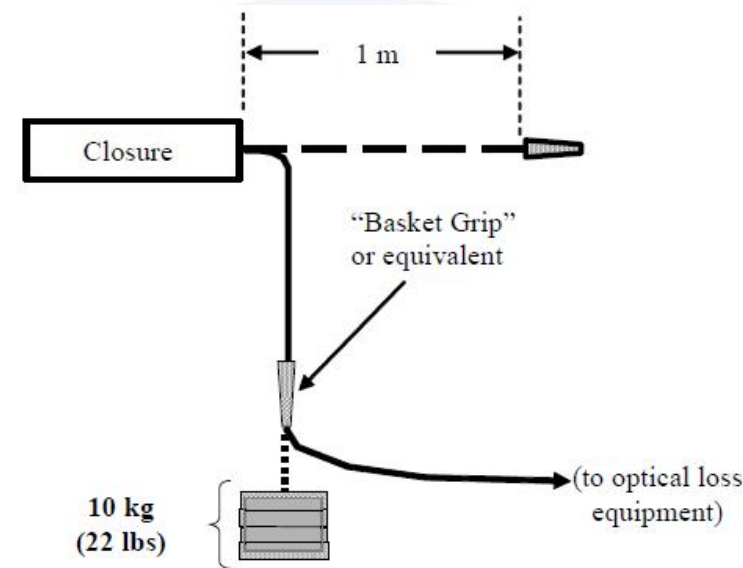 1 m
Closure
“Basket Grip”
or equivalent
(to optical loss
equipment)
10 kg
(22 lbs)